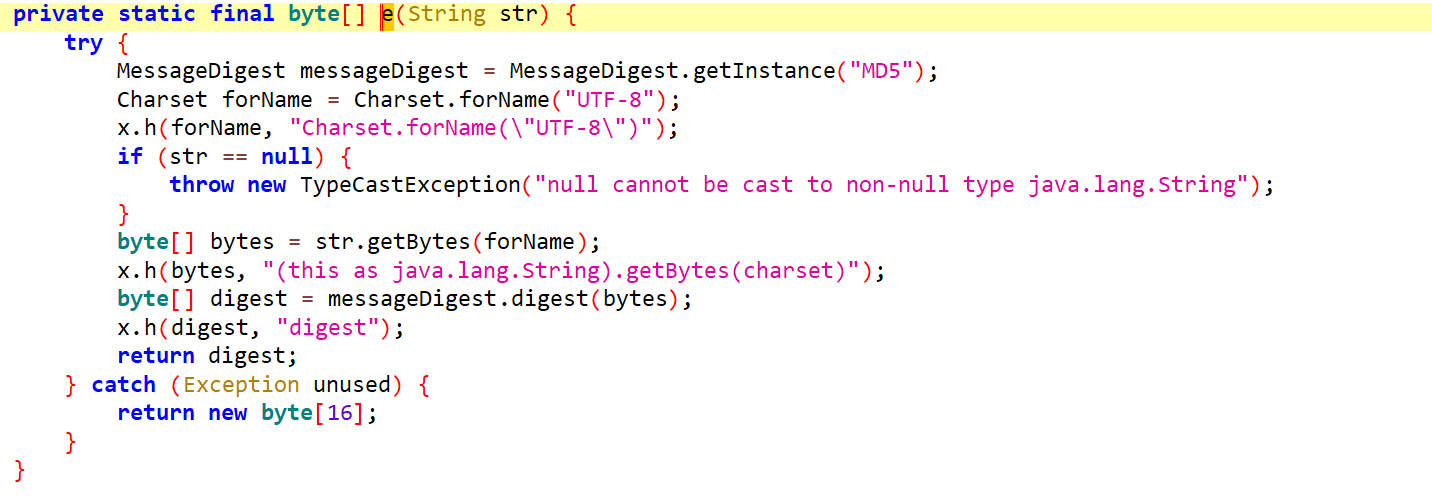 private static final byte[] e(String str) {
    try {
        MessageDigest messageDigest = MessageDigest.getInstance("MD5");
        Charset forName = Charset.forName("UTF-8");
        x.h(forName, "Charset.forName(\"UTF-8\")");
        if (str == null) {
            throw new TypeCastException("null cannot be cast to non-null type java.lang.String");
        }
        byte[] bytes = str.getBytes(forName);
        x.h(bytes, "(this as java.lang.String).getBytes(charset)");
        byte[] digest = messageDigest.digest(bytes);
        x.h(digest, "digest");
        return digest;
    } catch (Exception unused) {
        return new byte[16];
    }
}